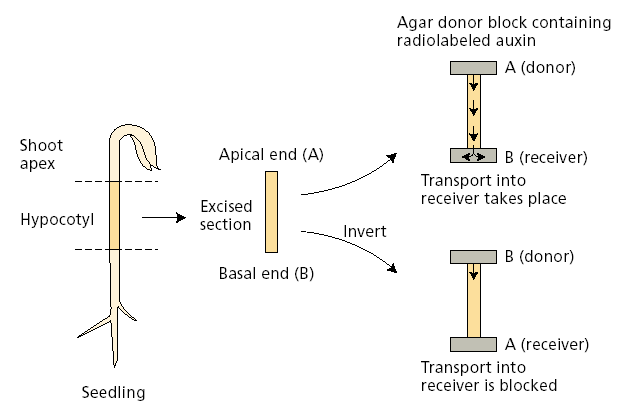 Agar donor block containing
radiolabeled auxin
A (donor)
B (receiver)
Transport into
receiver takes place
Shoot
apex
Hypocotyl
Apical end (A)
Excised
section
Basal end (B)
Invert
B (donor)
A (receiver)
Transport into
receiver is blocked
Seedling